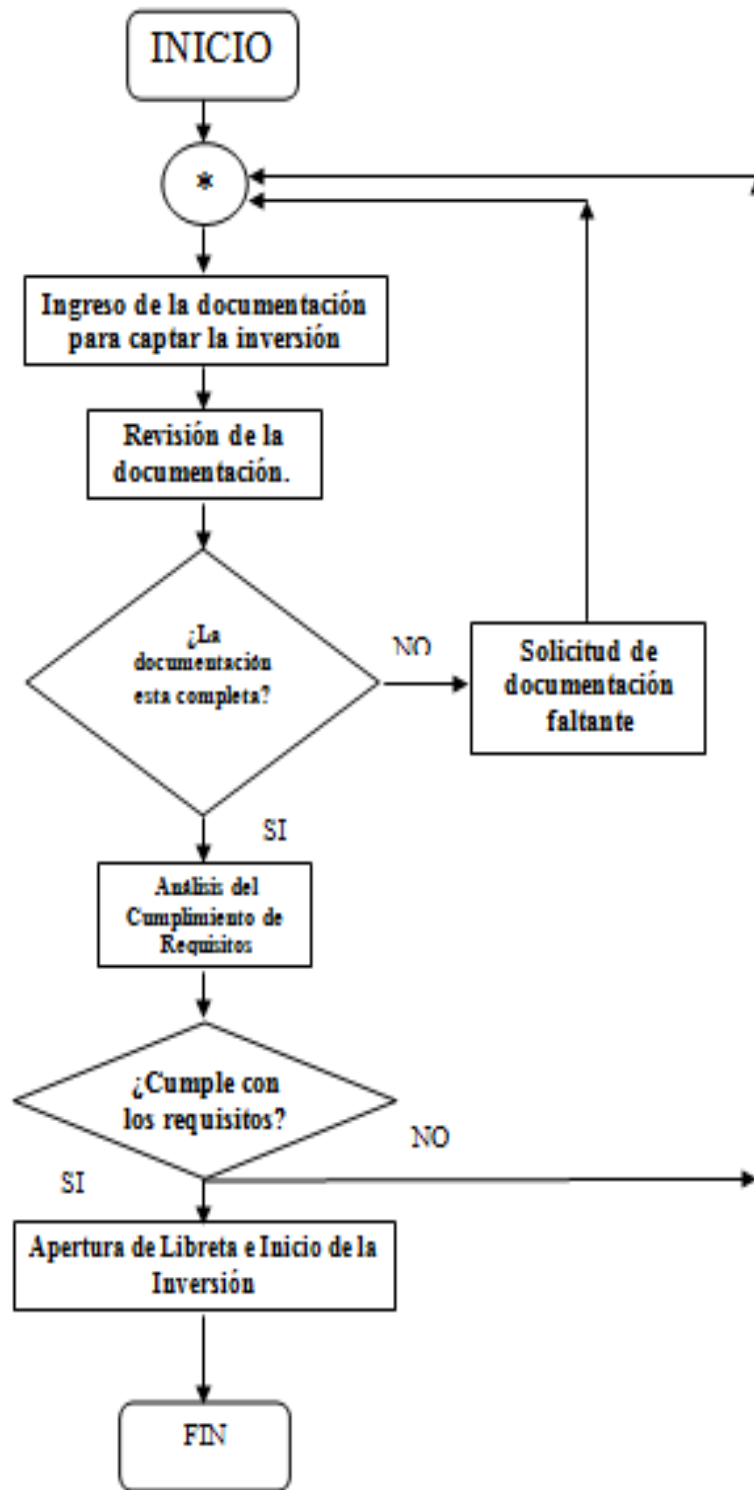 INICIO
*
Ingreso de la documentación
para captar la inversión
Revisión de la
documentación.
¿La
documentación
esta completa?
NO
Solicitud de
documentación
faltante
SI
Análisis del
Cumplimiento de
Requisitos
¿Cumple con
los requisitos?
NO
SI
Apertura de Libreta e Inicio de la
Inversión
FIN